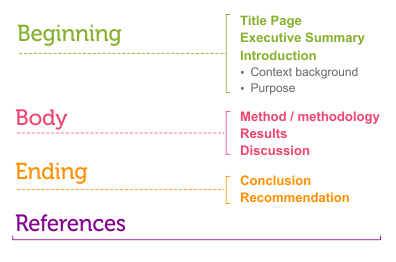 Beginning
Title Page
Executive Summary
Introduction
• Context background
• Purpose
Body
Method / methodology
Results
Discussion
Ending
Conclusion
Recommendation
References